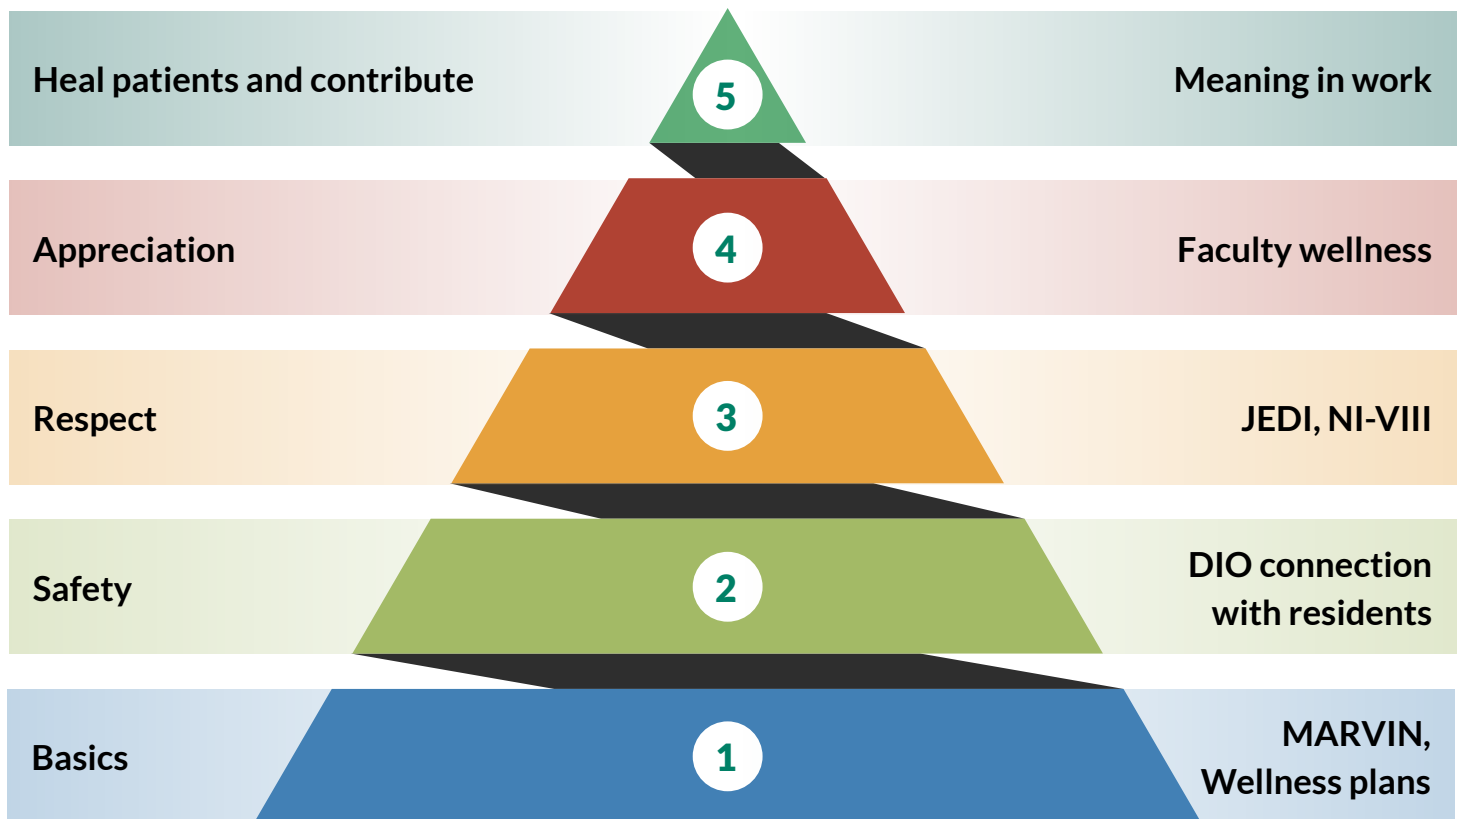 Heal patients and contribute
5
Meaning in work
Appreciation
4
Faculty wellness
Respect
3
JEDI, NI-VIII
Safety
2
DIO connection
with residents
Basics
1
MARVIN,
Wellness plans